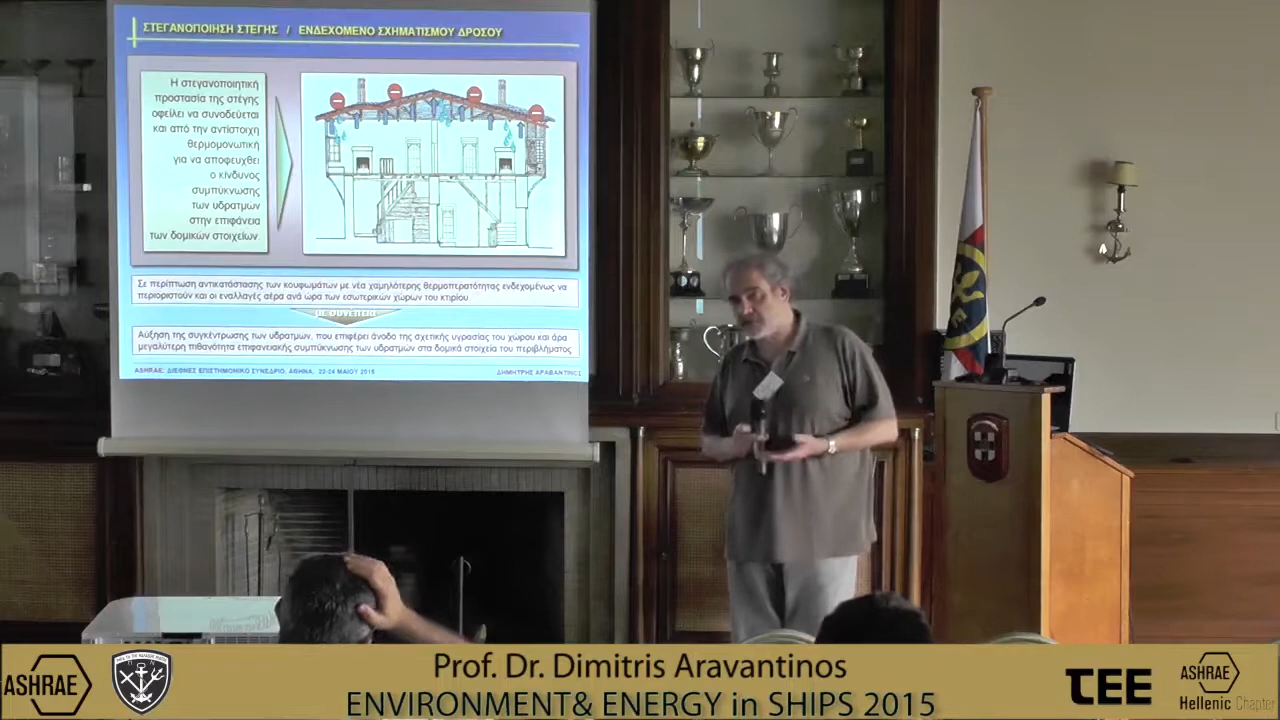 ΣΤΕΓΑΝΟΠΟΙΗΣΗ ΣΤΕΓΗΣ / ΕΝΔΕΧΟΜΕΝΟ ΣΧΗΜΑΤΙΣΜΟΥ ΔΡΟΣΟΥ
Η στεγανοποιητική
προστασία της στέγης
οφείλει να συνοδεύεται
και από την αντίστοιχη
θερμομονωτική
για να αποφευχθεί
ο κίνδυνος
συμπύκνωσης
των υδρατμων
στην επιφάνεια
των δομικών στοιχείων.
Σε περίπτωση αντικατάστασης των κουφωμάτων με νέα χαμηλότερης θερμοπερατότητας ενδεχομένως να
περιοριστούν και οι εναλλαγές αέρα ανά ώρα των εσωτερικών χώρων του κτιρίου
με συνέπεια
Αύξηση της συγκέντρωσης των υδρατμων, που επιφέρει άνοδο της σχετικής υγρασίας του χώρου και άρα
μεγαλύτερη πιθανότητα επιφανειακής συμπύκνωσης των υδρατμών στα δομικά στοιχεία του περιβλήματος
ASHRAE: ΔΙΕΘΝΕΣ ΕΠΙΣΤΗΜΟΝΙΚΟ ΣΥΝΕΔΡΙΟ, ΑΘΗΝΑ, 22-24 ΜΑΙΟΥ 2015
ΔΗΜΗΤΡΗΣ ΑΡΑΒΑΝΤΙΝΟΣ
Prof. Dr. Dimitris Aravantinos
ENVIRONMENT& ENERGY in SHIPS 2015
ASHRAE
TEE
ASHRAE
Hellenic Chapter